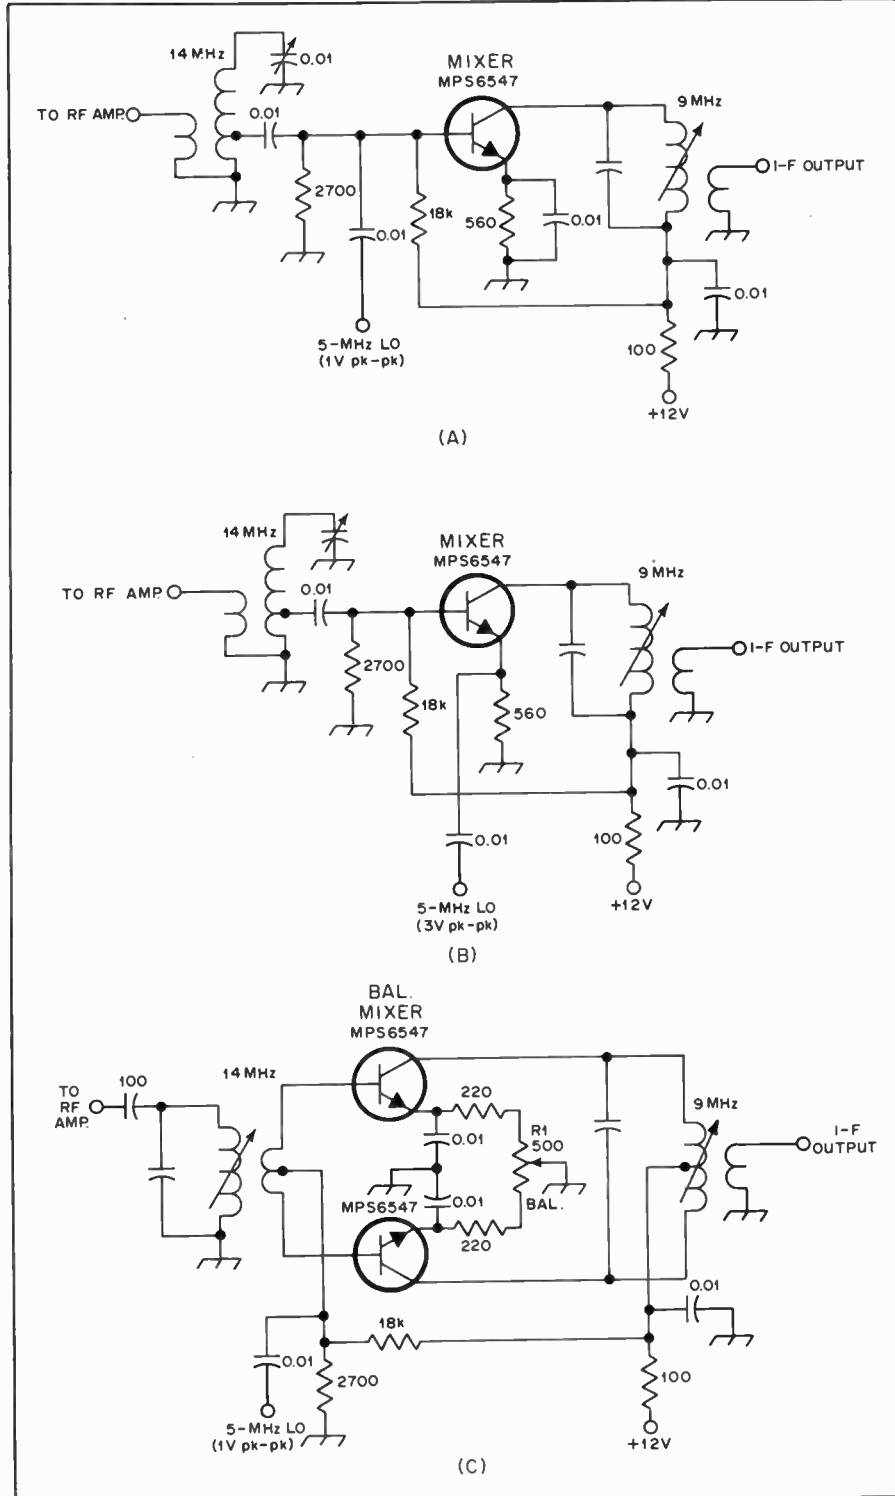 14 MHz
0.01
MIXER
MPS6547
9 MHz
TO RF AMP.
0.01
I-F OUTPUT
2700
0.01
18k
560
0.01
0.01
5-MHz LO
(1V pk-pk)
100
+12V
(A)
14 MHz
MIXER
MPS6547
9 MHz
TO RF AMP.
0.01
I-F OUTPUT
2700
18k
560
0.01
0.01
100
5-MHz LO
(3V pk-pk)
+12V
(B)
BAL.
MIXER
MPS6547
TO
RF
AMP.
100
14 MHz
220
9 MHz
0.01
R1
500
I-F
OUTPUT
MPS6547
0.01
BAL.
220
0.01
18k
0.01
2700
100
5-MHz LO
(1V pk-pk)
+12V
(C)